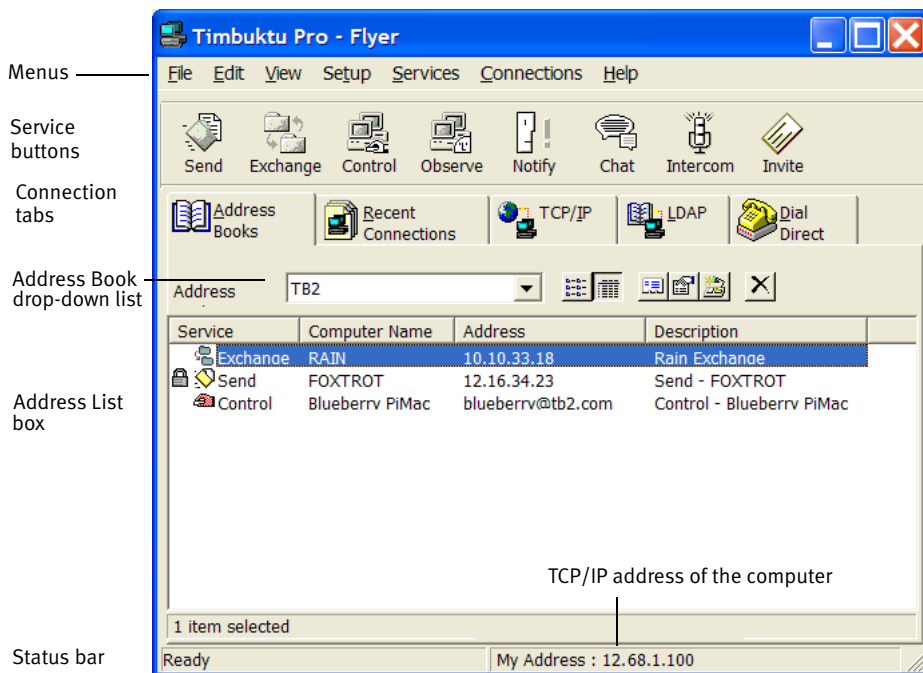 Timbuktu Pro - Flyer
Menus
File Edit View Setup Services Connections Help
Service
buttons
Send Exchange Control Observe Notify Chat Intercom Invite
Connection
tabs
Address
Books
Recent
Connections
TCP/IP
LDAP
Dial
Direct
Address Book
drop-down list
Address TB2
Service Computer Name Address Description
Exchange RAIN 10.10.33.18 Rain Exchange
Send FOXTROT 12.16.34.23 Send - FOXTROT
Control Blueberry PiMac blueberry@tb2.com Control - Blueberry PiMac
Address List
box
TCP/IP address of the computer
1 item selected
Status bar
Ready My Address : 12.68.1.100